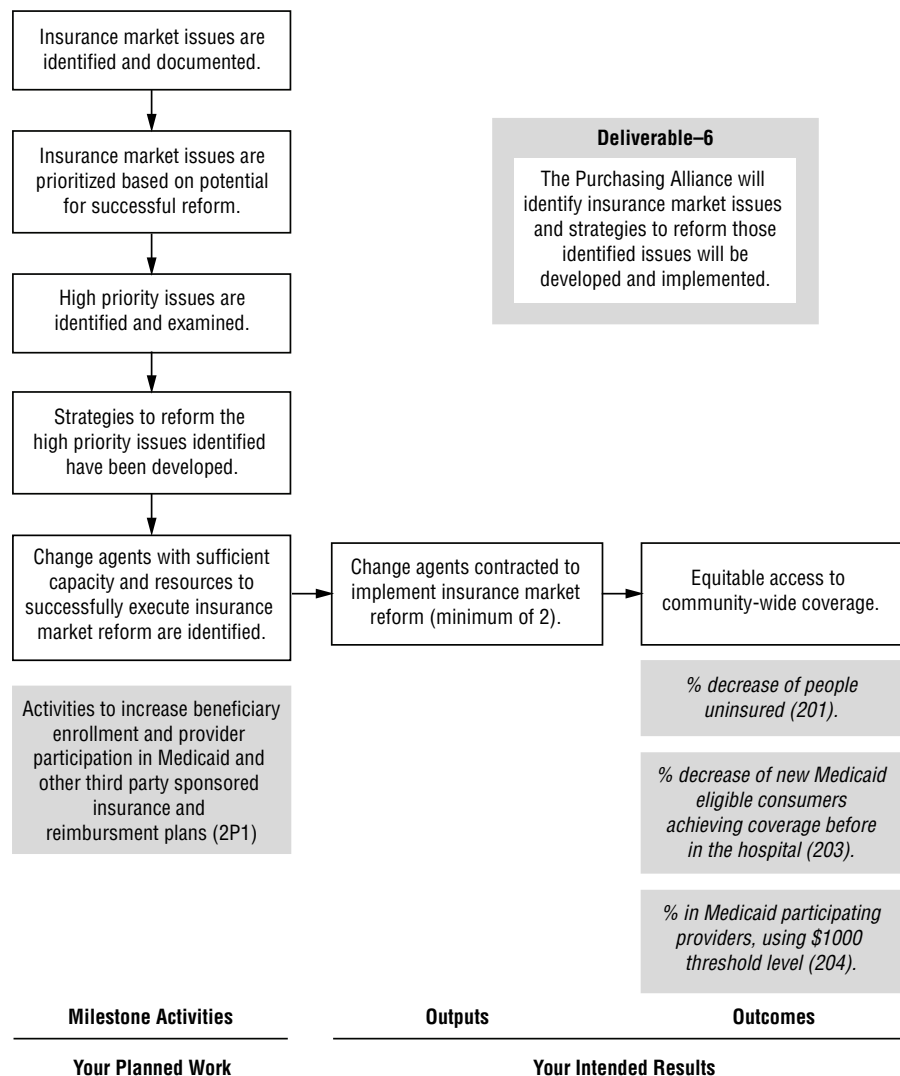 Insurance market issues are
identified and documented.
Insurance market issues are
prioritized based on potential
for successful reform.
High priority issues are
identified and examined.
Strategies to reform the
high priority issues identified
have been developed.
Change agents with sufficient
capacity and resources to
successfully execute insurance
market reform are identified.
Activities to increase beneficiary
enrollment and provider
participation in Medicaid and
other third party sponsored
insurance and
reimbursment plans (2P1)
Deliverable–6
The Purchasing Alliance will
identify insurance market issues
and strategies to reform those
identified issues will be
developed and implemented.
Change agents contracted to
implement insurance market
reform (minimum of 2).
Equitable access to
community-wide coverage.
% decrease of people
uninsured (201).
% decrease of new Medicaid
eligible consumers
achieving coverage before
in the hospital (203).
% in Medicaid participating
providers, using $1000
threshold level (204).
Milestone Activities
Outputs
Outcomes
Your Planned Work
Your Intended Results